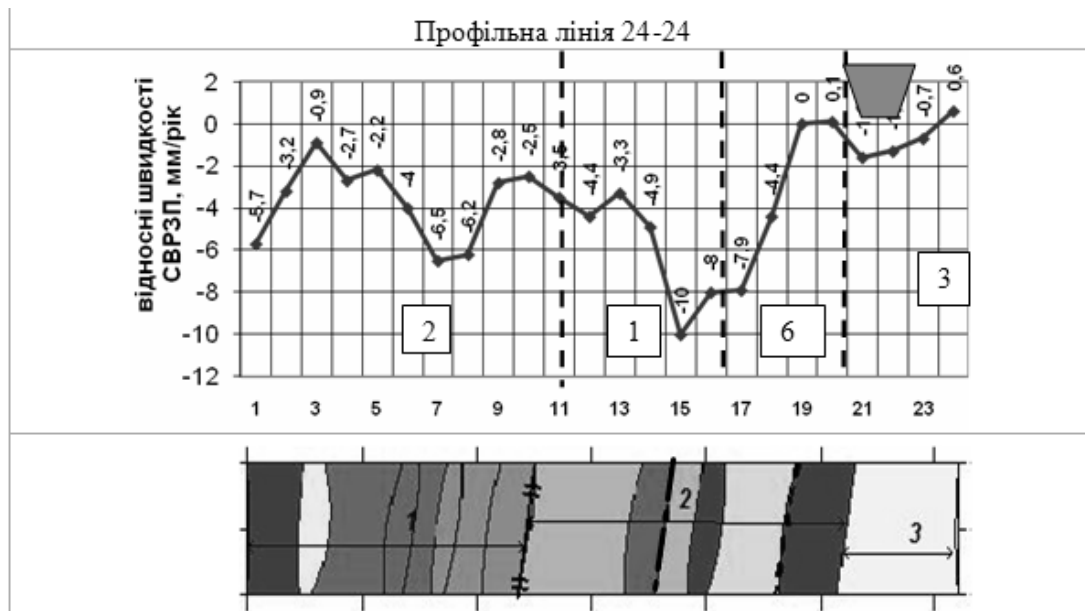 Профільна лінія 24-24
відносні швидкості
СВРЗП, мм/рік
2
0
-2
-4
-6
-8
-10
-12
-5,7 -3,2 -0,9 -2,7 -2,2 -4 -6,5 -6,2 -2,8 -2,5 -3,5 -4,4 -3,3 -4,9 -10 -8 -7,9 -4,4 0 0,1 -0,7 0,6
2 1 6 3
1 3 5 7 9 11 13 15 17 19 21 23
1 2 3